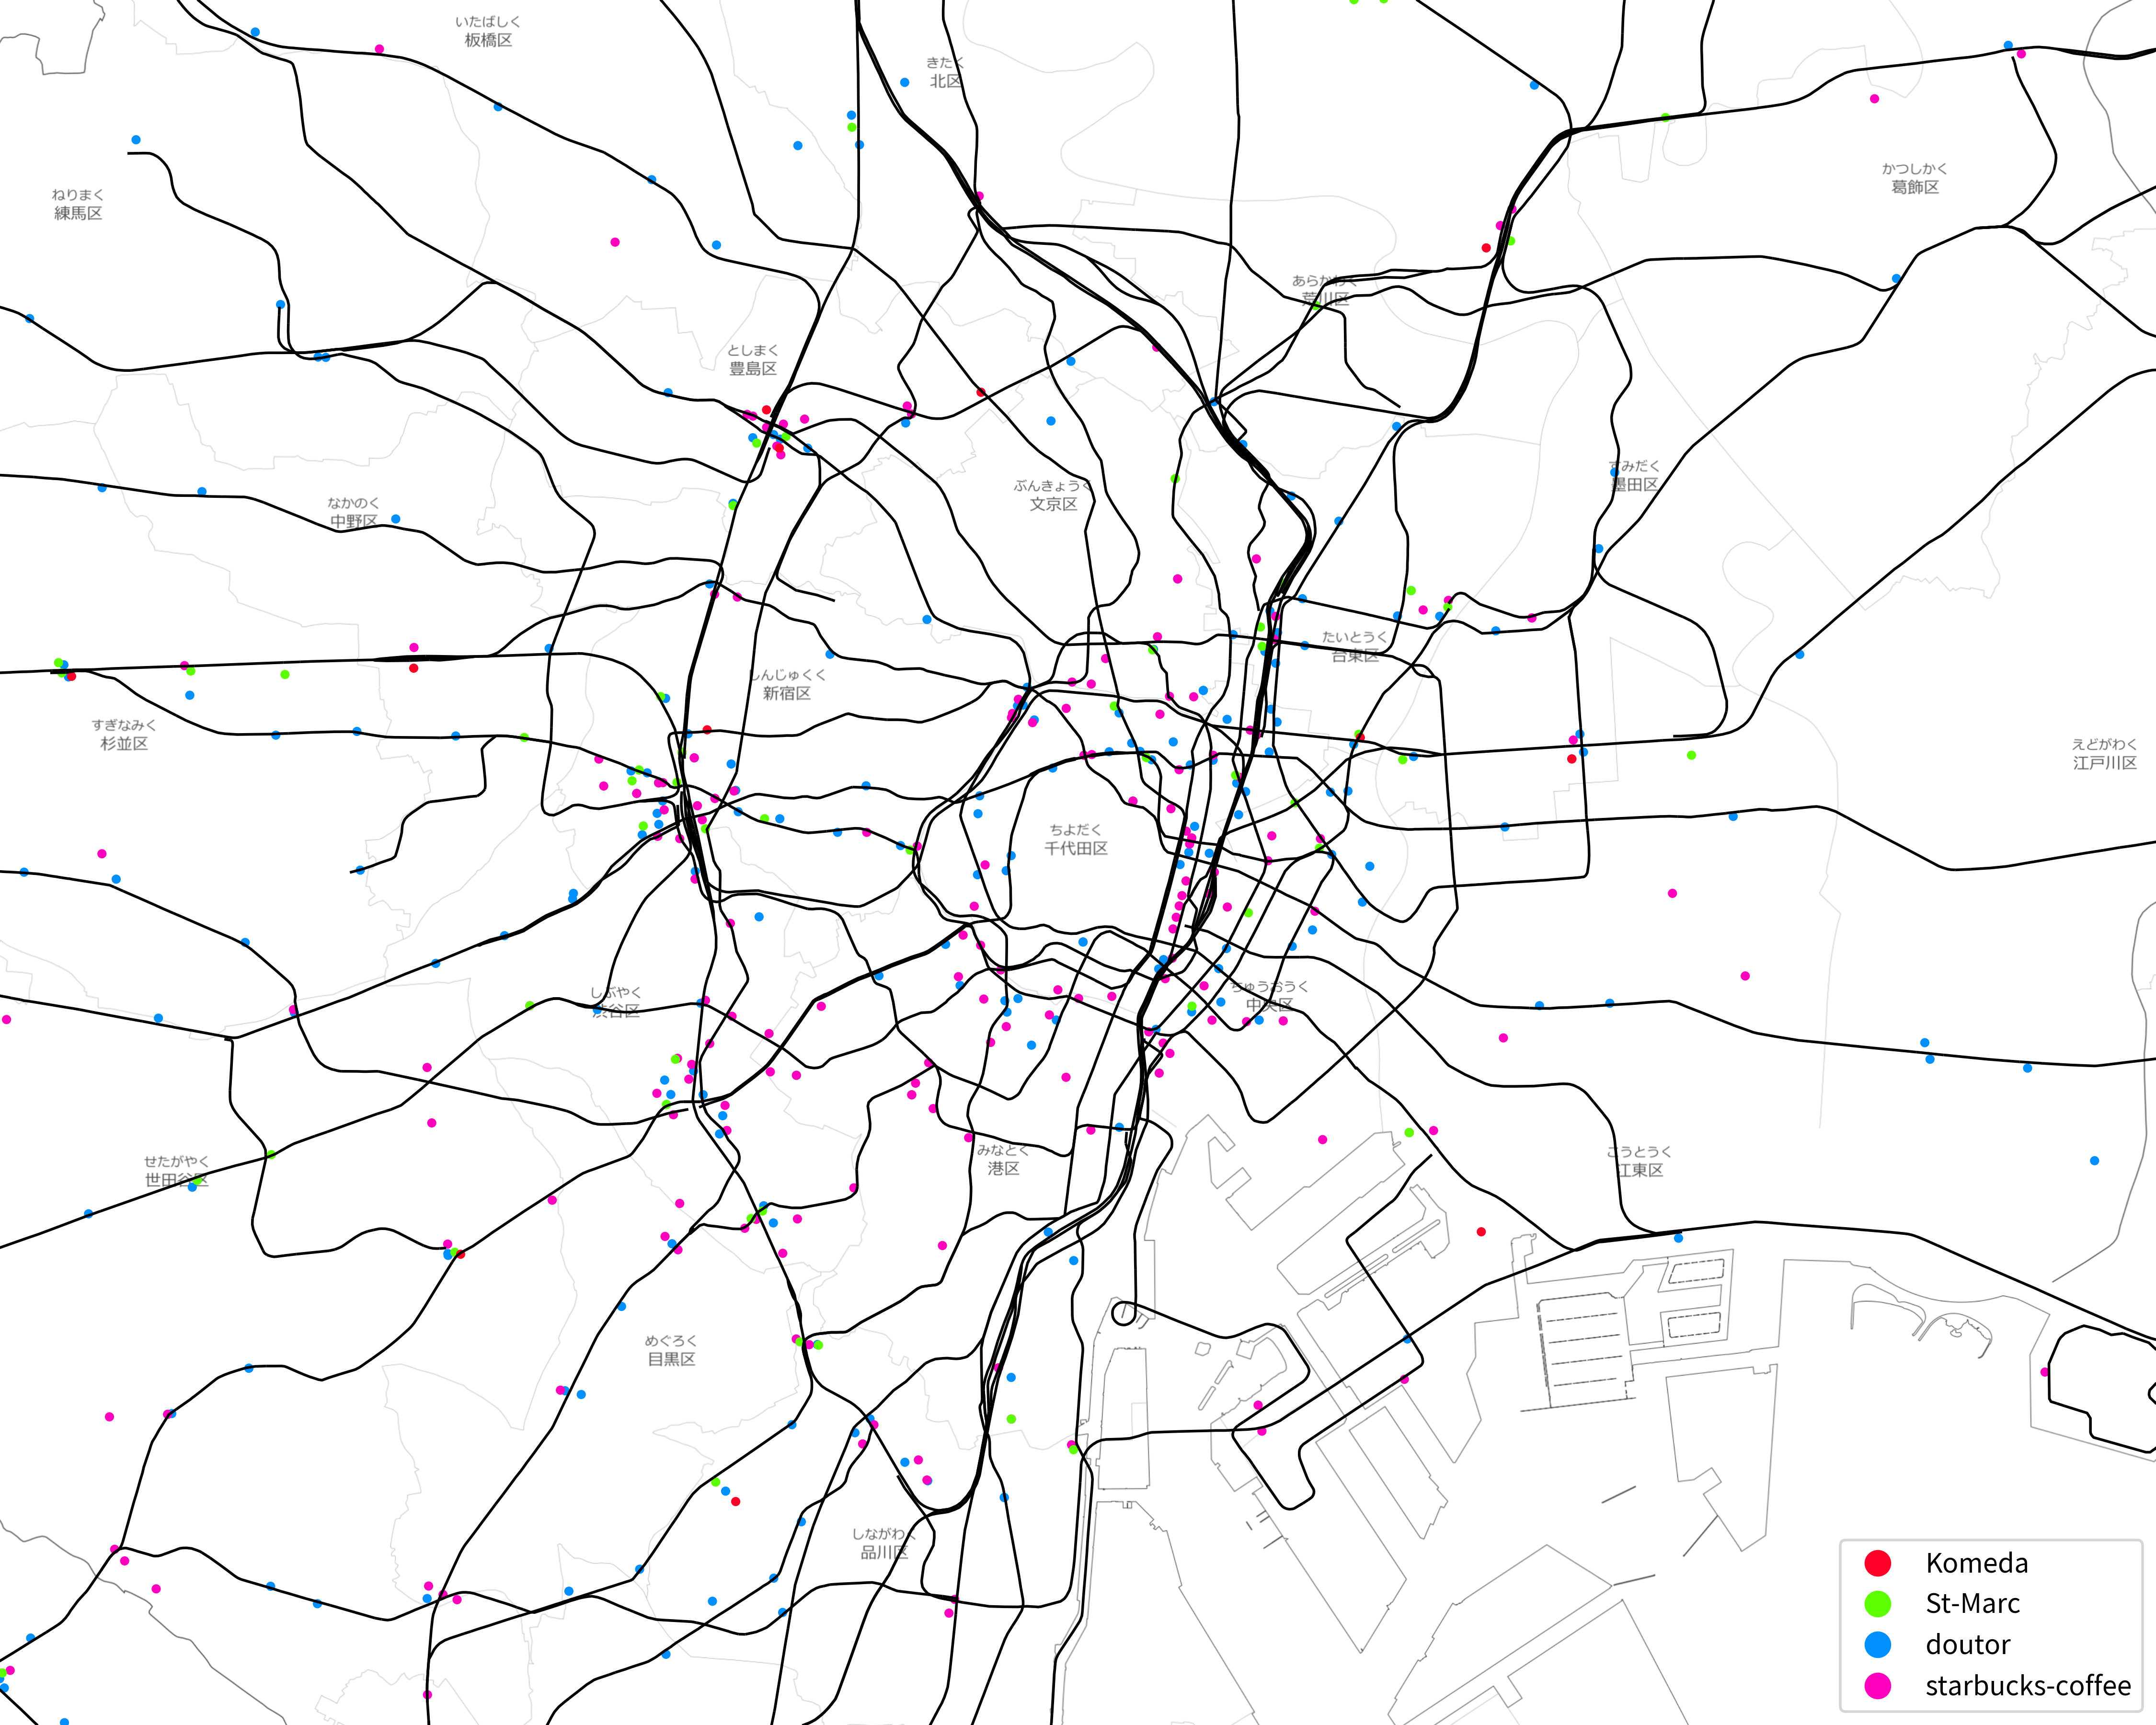 いたばしく
板橋区
きたく
北区
ねりまく
練馬区
かつしかく
葛飾区
あらかわく
荒川区
としまく
豊島区
すみだく
墨田区
ぶんきょうく
文京区
なかのく
中野区
たいとうく
台東区
しんじゅくく
新宿区
すぎなみく
杉並区
えどがわく
江戸川区
ちよだく
千代田区
しぶやく
渋谷区
ちゅうおうく
中央区
みなとく
港区
せたがやく
世田谷区
こうとうく
江東区
めぐろく
目黒区
しながわく
品川区
Komeda
St-Marc
doutor
starbucks-coffee